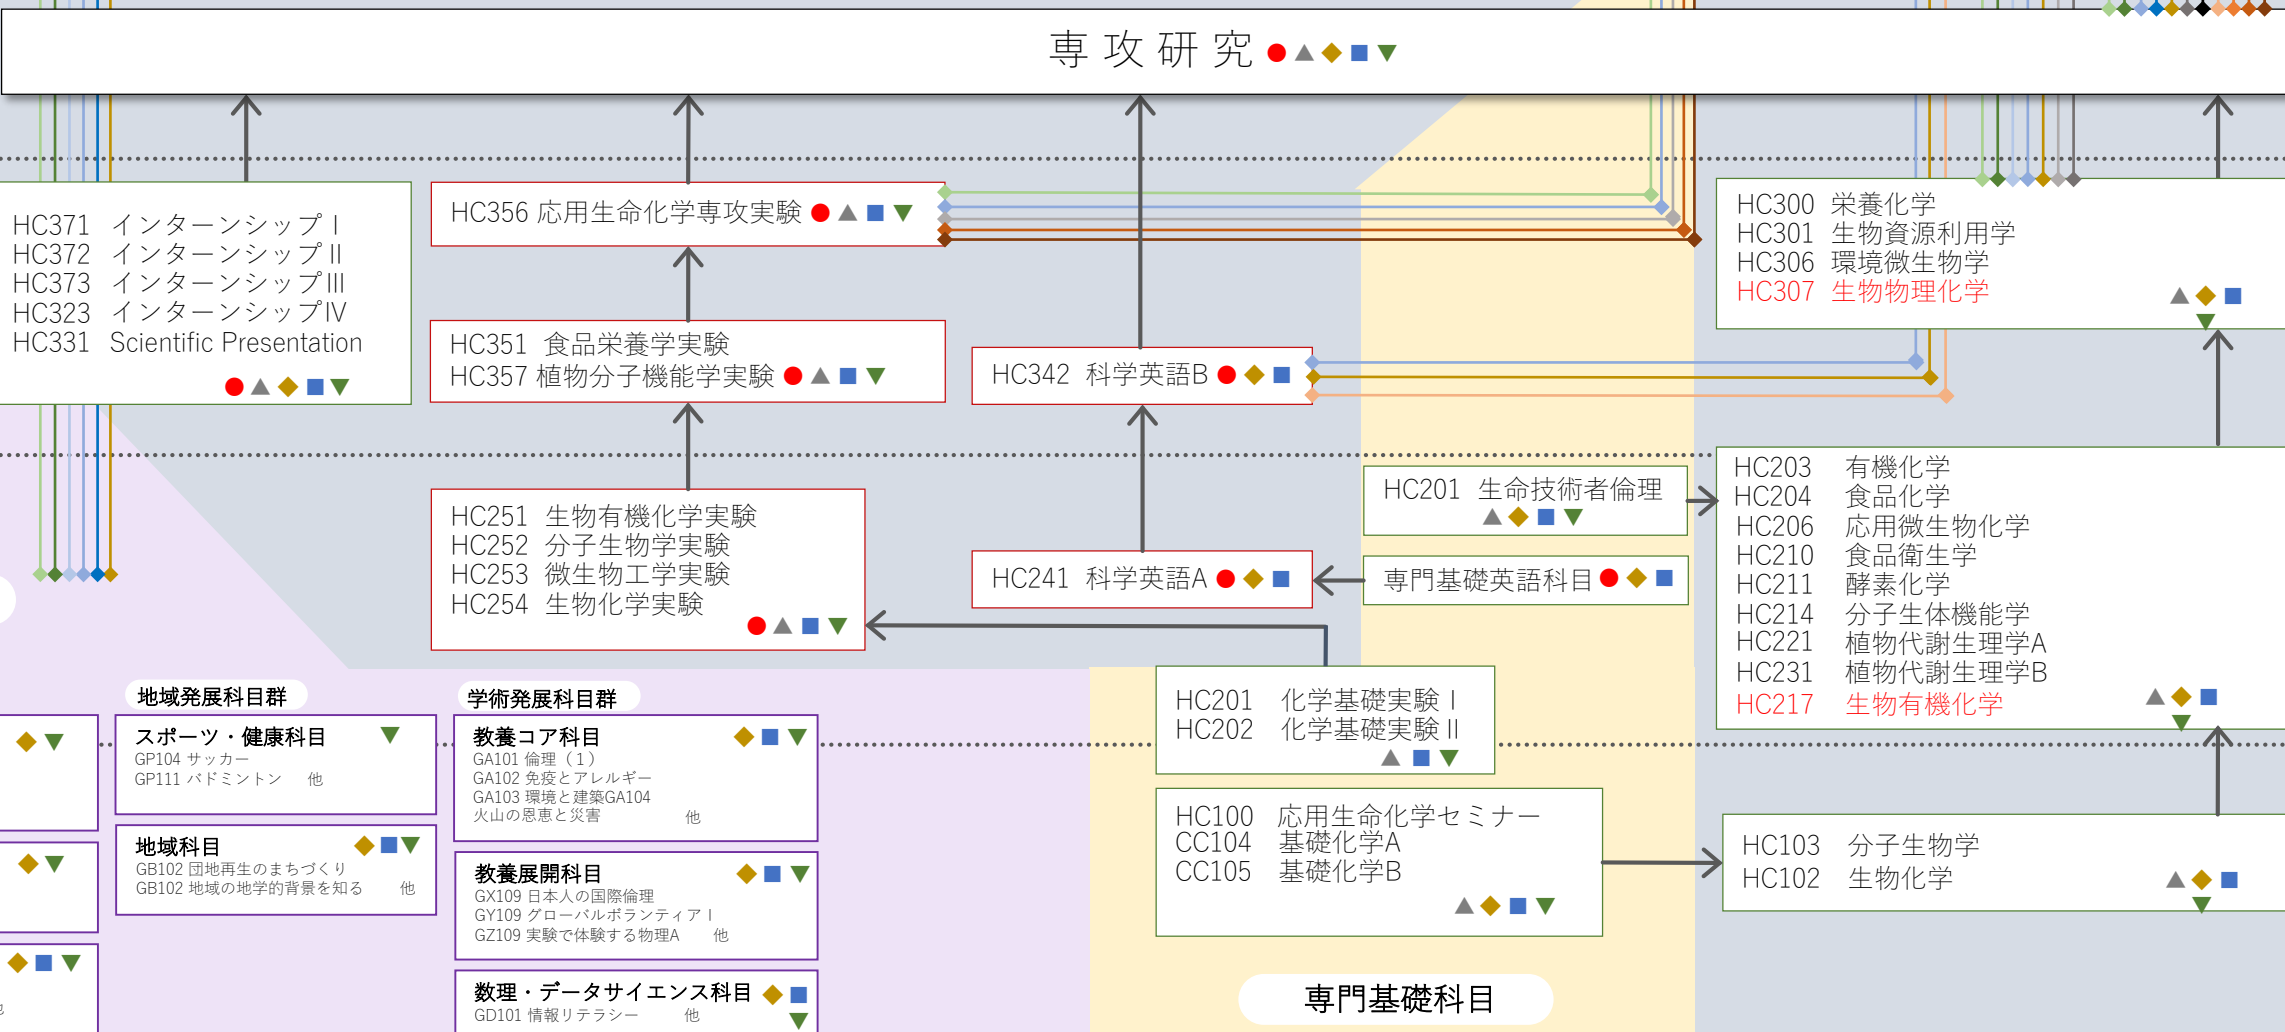 専攻研究
HC371 インターンシップⅠ
HC372 インターンシップⅡ
HC373 インターンシップⅢ
HC323 インターンシップⅣ
HC331 Scientific Presentation
HC356 応用生命化学専攻実験
HC351 食品栄養学実験
HC357 植物分子機能学実験
HC342 科学英語B
HC300 栄養化学
HC301 生物資源利用学
HC306 環境微生物学
HC307 生物物理化学
HC251 生物有機化学実験
HC252 分子生物学実験
HC253 微生物工学実験
HC254 生物化学実験
HC241 科学英語A
HC201 生命技術者倫理
専門基礎英語科目
HC203 有機化学
HC204 食品化学
HC206 応用微生物化学
HC210 食品衛生学
HC211 酵素化学
HC214 分子生体機能学
HC221 植物代謝生理学A
HC231 植物代謝生理学B
HC217 生物有機化学
地域発展科目群
スポーツ・健康科目
GP104 サッカー
GP111 バドミントン 他
地域科目
GB102 団地再生のまちづくり
GB102 地域の地学的背景を知る 他
学術発展科目群
教養コア科目
GA101 倫理（1）
GA102 免疫とアレルギー
GA103 環境と建築GA104
火山の恩恵と災害 他
教養展開科目
GX109 日本人の国際倫理
GY109 グローバルボランティアⅠ
GZ109 実験で体験する物理A 他
数理・データサイエンス科目
GD101 情報リテラシー 他
HC201 化学基礎実験Ⅰ
HC202 化学基礎実験Ⅱ
HC100 応用生命化学セミナー
CC104 基礎化学A
CC105 基礎化学B
HC103 分子生物学
HC102 生物化学
専門基礎科目